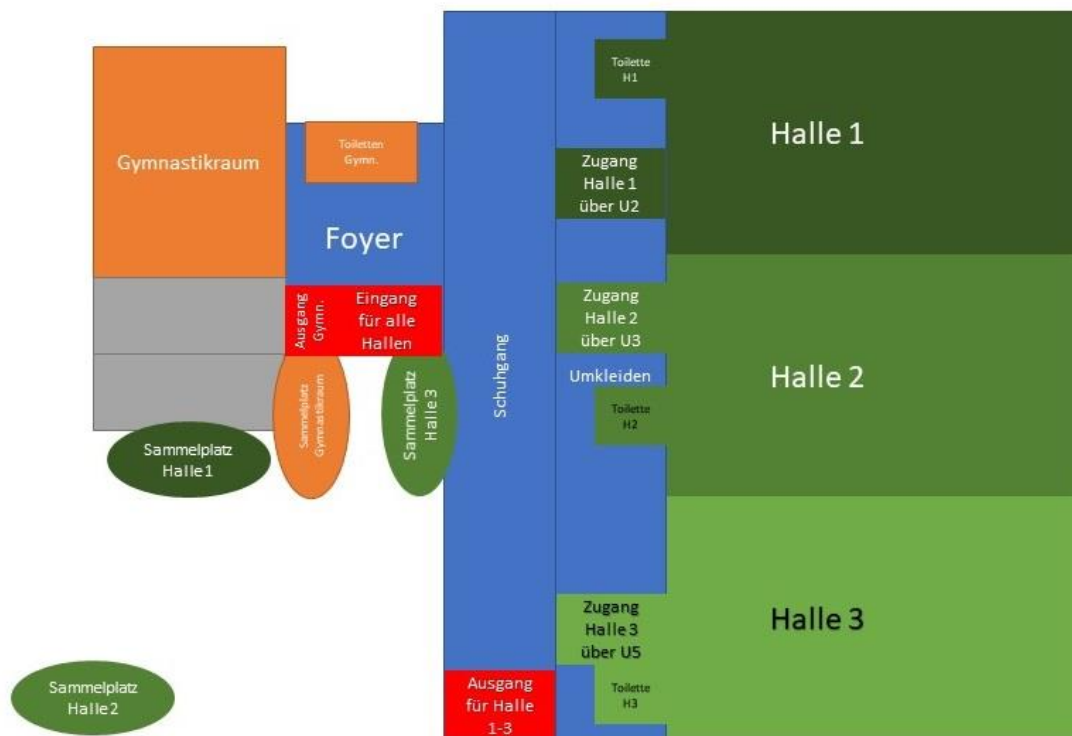 Toilette
H1
Halle 1
Gymnastikraum
Toiletten
Gymn.
Zugang
Halle 1
über U2
Foyer
Ausgang
Gymn.
Eingang
für alle
Hallen
Zugang
Halle 2
über U3
Schuhgang
Umkleiden
Halle 2
Toilette
H2
Sammelplatz
Gymnastikraum
Sammelplatz
Halle 3
Sammelplatz
Halle 1
Zugang
Halle 3
über U5
Halle 3
Sammelplatz
Halle 2
Ausgang
für Halle
1-3
Toilette
H3